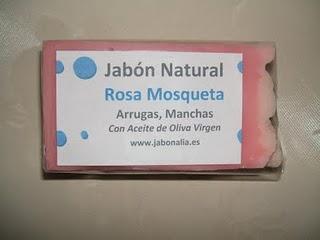 Jabón Natural
Rosa Mosqueta
Arrugas, Manchas
Con Aceite de Oliva Virgen
www.jabonalia.es